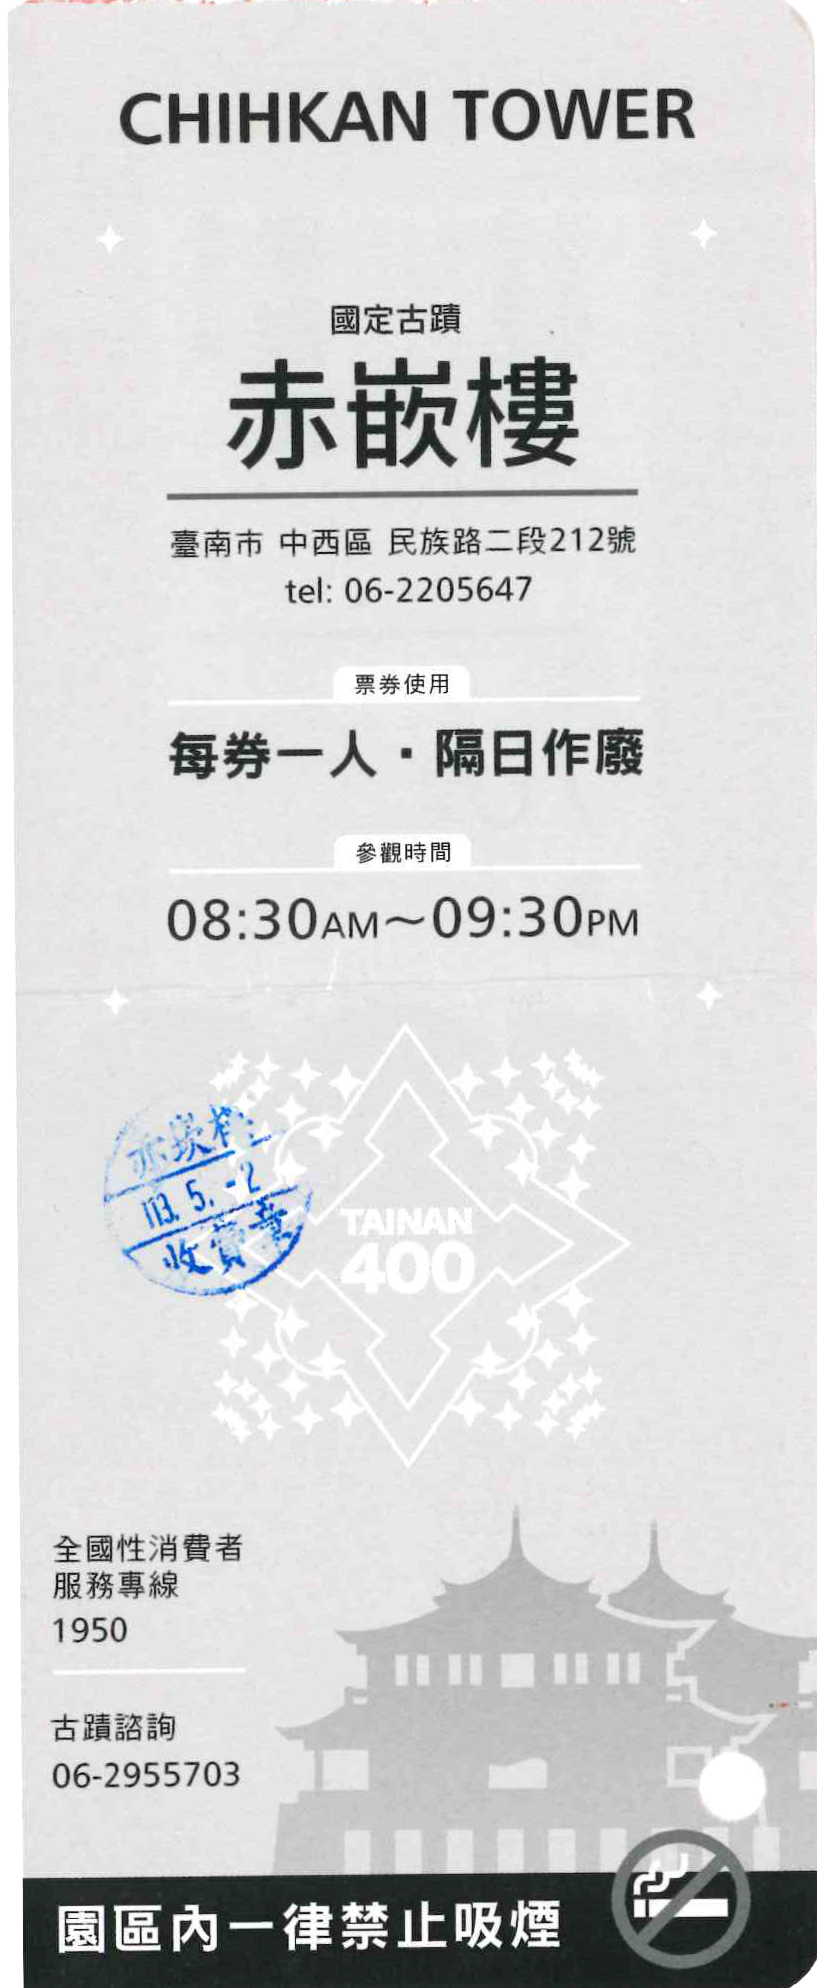 CHIHKAN TOWER
國定古蹟
赤嵌樓
臺南市 中西區 民族路二段212號
tel: 06-2205647
票券使用
每券一人・隔日作廢
參觀時間
08:30AM～09:30PM
赤崁樓
113. 5. -2
收費章
TAINAN
400
全國性消費者
服務專線
1950
古蹟諮詢
06-2955703
園區內一律禁止吸煙